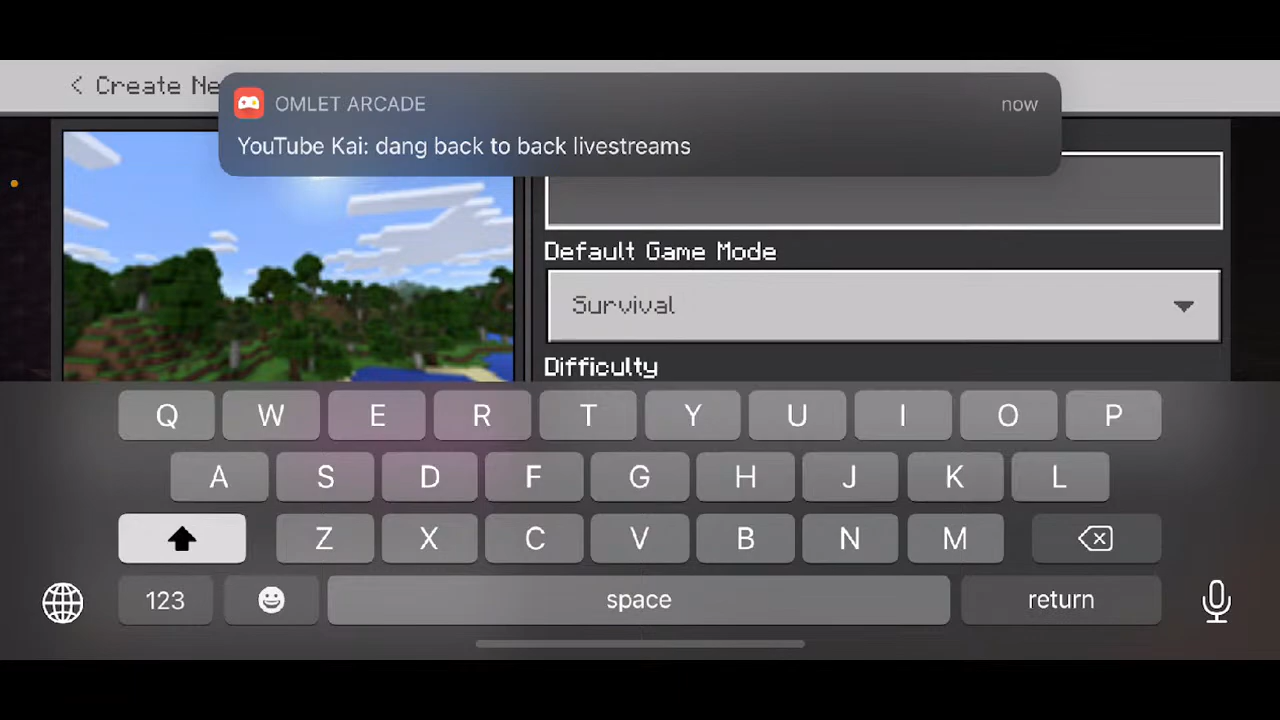 Create Ne
OMLET ARCADE
now
YouTube Kai: dang back to back livestreams
Default Game Mode
Survival
Difficulty
Q W E R T Y U I O P
A S D F G H J K L
Z X C V B N M
123
space
return